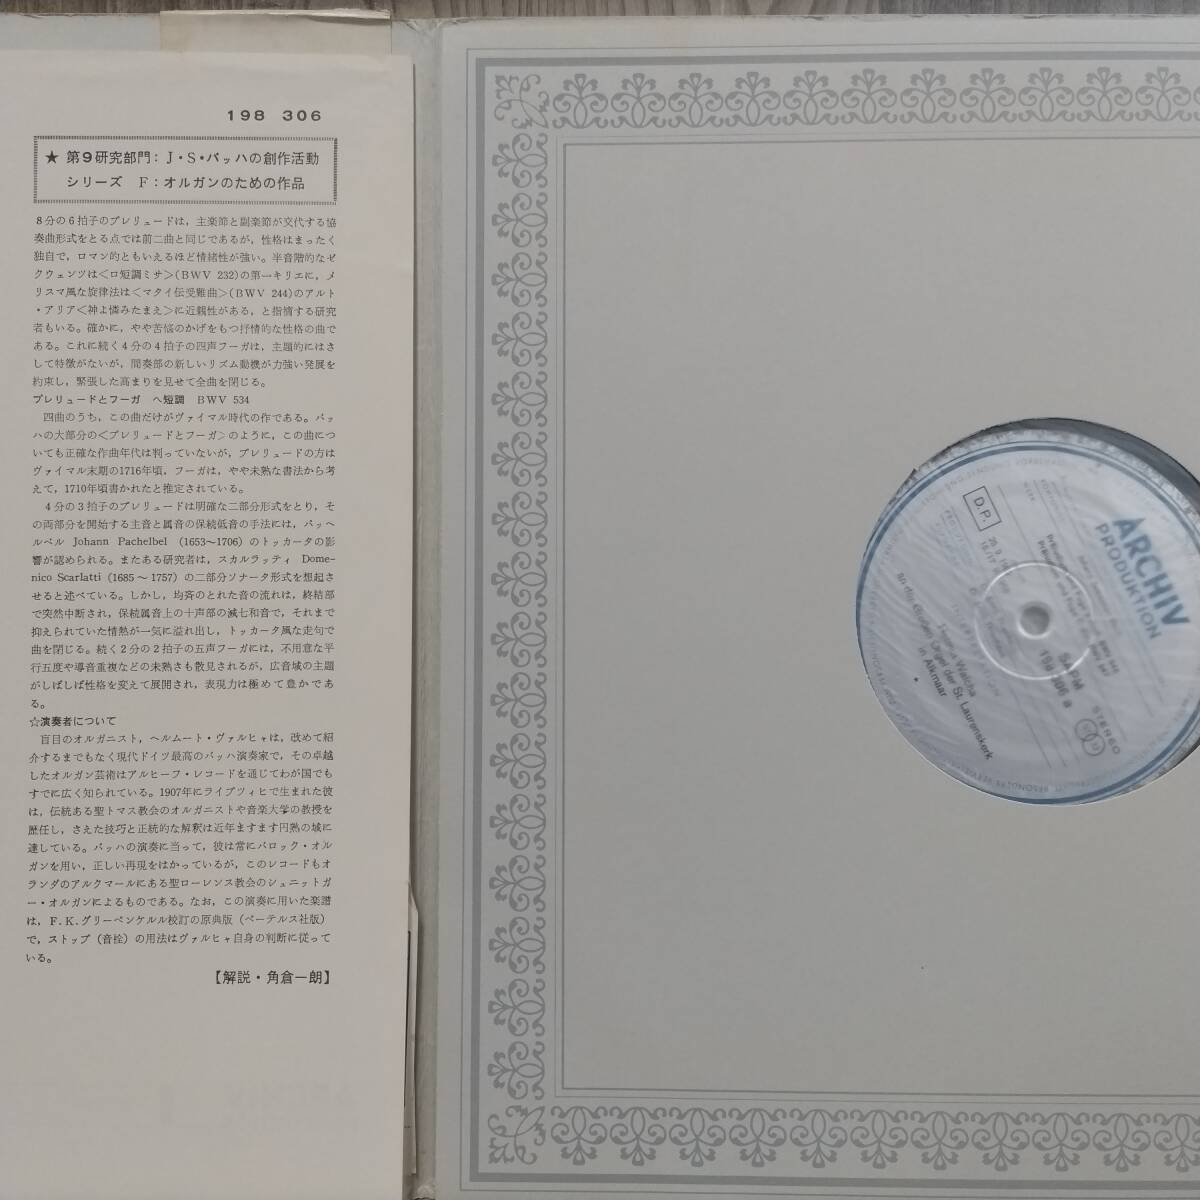 198 306
★ 第9研究部門:J・S・バッハの創作活動
シリーズ F:オルガンのための作品
8分の6拍子のプレリュードは,主楽節と副楽節が交代する協
奏曲形式をとる点では前二曲と同じであるが,性格はまったく
独自で,ロマン的ともいえるほど情緒性が強い。半音階的なゼ
クウェンツは<ロ短調ミサ>(BWV 232)の第一キリエに,メ
リスマ風な旋律法は<マタイ伝受難曲>(BWV 244)のアルト
・アリア<神よ憐みたまえ>に近親性がある,と指摘する研究
者もいる。確かに,やや苦悩のかげをもつ抒情的な性格の曲で
ある。これに続く4分の4拍子の四声フーガは,主題的にはさ
して特徴がないが,間奏部の新しいリズム動機が力強い発展を
約束し,緊張した高まりを見せて全曲を閉じる。
プレリュードとフーガ ヘ短調 BWV 534
四曲のうち,この曲だけがヴァイマル時代の作である。バッ
ハの大部分の<プレリュードとフーガ>のように,この曲につ
いても正確な作曲年代は判っていないが,プレリュードの方は
ヴァイマル末期の1716年頃,フーガは,やや未熟な書法から考
えて,1710年頃書かれたと推定されている。
4分の3拍子のプレリュードは明確な二部分形式をとり,そ
の両部分を開始する主音と属音の保続低音の手法には,パッヘ
ルベル Johann Pachelbel (1653〜1706)のトッカータの影
響が認められる。またある研究者は,スカルラッティ Dome-
nico Scarlatti (1685〜1757)の二部分ソナータ形式を想起さ
せると述べている。しかし,均斉のとれた音の流れは,終結部
で突然中断され,保続属音上の十声部の減七和音で,それまで
抑えられていた情熱が一気に溢れ出し,トッカータ風な走句で
曲を閉じる。続く2分の2拍子の五声フーガには,不用意な平
行五度や導音重複などの未熟さも散見されるが,広音域の主題
がしばしば性格を変えて展開され,表現力は極めて豊かであ
る。
☆演奏者について
盲目のオルガニスト,ヘルムート・ヴァルヒャは,改めて紹
介するまでもなく現代ドイツ最高のバッハ演奏家で,その卓越
したオルガン芸術はアルヒーフ・レコードを通じてわが国でも
すでに広く知られている。1907年にライプツィヒで生まれた彼
は,伝統ある聖トマス教会のオルガニストや音楽大学の教授を
歴任し,さえた技巧と正統的な解釈は近年ますます円熟の域に
達している。バッハの演奏に当って,彼は常にバロック・オル
ガンを用い,正しい再現をはかっているが,このレコードもオ
ランダのアルクマールにある聖ローレンス教会のシュニットガ
ー・オルガンによるものである。なお,この演奏に用いた楽譜
は,F.K.グリーペンケルル校訂の原典版(ペーテルス社版)
で,ストップ(音栓)の用法はヴァルヒャ自身の判断に従って
いる。
【解説・角倉一朗】
ARCHIV
PRODUKTION
D.P.
SAPM
198 306 a
STEREO
Helmut Walcha
an der Großen Orgel der St. Laurenskerk
in Alkmaar